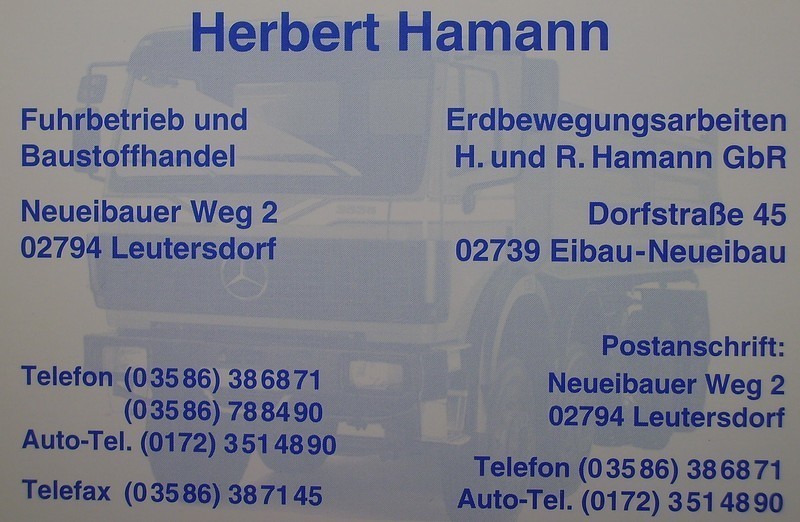 Herbert Hamann
Fuhrbetrieb und
Baustoffhandel
Neueibauer Weg 2
02794 Leutersdorf
Telefon (03586) 386871
(03586) 788490
Auto-Tel. (0172) 3514890
Telefax (03586) 387145
Erdbewegungsarbeiten
H. und R. Hamann GbR
Dorfstraße 45
02739 Eibau-Neueibau
Postanschrift:
Neueibauer Weg 2
02794 Leutersdorf
Telefon (03586) 386871
Auto-Tel. (0172) 3514890